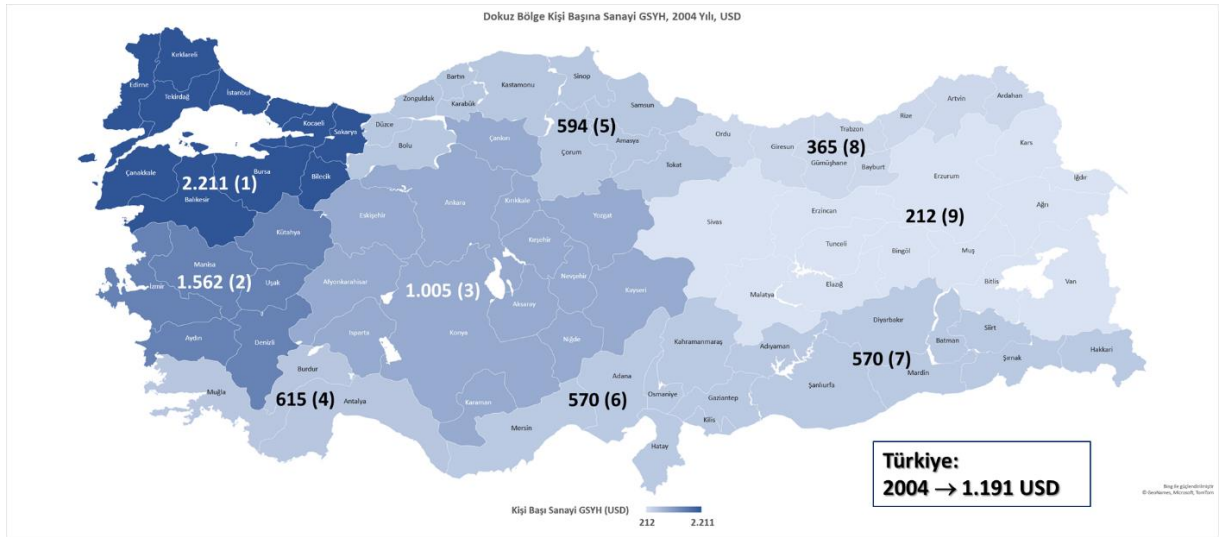 Dokuz Bölge Kişi Başına Sanayi GSYH, 2004 Yılı, USD
Kırklareli
Edirne
Tekirdağ
İstanbul
Kocaeli
Sakarya
Çanakkale
Bursa
Bilecik
2.211 (1)
Balıkesir
Kütahya
Manisa
1.562 (2)
İzmir
Uşak
Aydın
Denizli
Zonguldak
Bartın
Karabük
Kastamonu
Sinop
Samsun
Düzce
Bolu
594 (5)
Çorum
Amasya
Tokat
Çankırı
Eskişehir
Ankara
Kırıkkale
Yozgat
Kırşehir
Afyonkarahisar
1.005 (3)
Nevşehir
Aksaray
Kayseri
Isparta
Konya
Niğde
Karaman
Burdur
Muğla
615 (4)
Antalya
Mersin
570 (6)
Adana
Osmaniye
Kahramanmaraş
Gaziantep
Kilis
Hatay
Ordu
Giresun
Trabzon
365 (8)
Gümüşhane
Bayburt
Rize
Artvin
Ardahan
Kars
Iğdır
Erzurum
Ağrı
Sivas
Erzincan
212 (9)
Tunceli
Bingöl
Muş
Malatya
Elazığ
Bitlis
Van
Adıyaman
Diyarbakır
Batman
Siirt
Şırnak
Hakkari
570 (7)
Mardin
Şanlıurfa
Türkiye:
2004 → 1.191 USD
Kişi Başı Sanayi GSYH (USD)
212 2.211
Bing ile güçlendirilmiştir
© GeoNames, Microsoft, TomTom